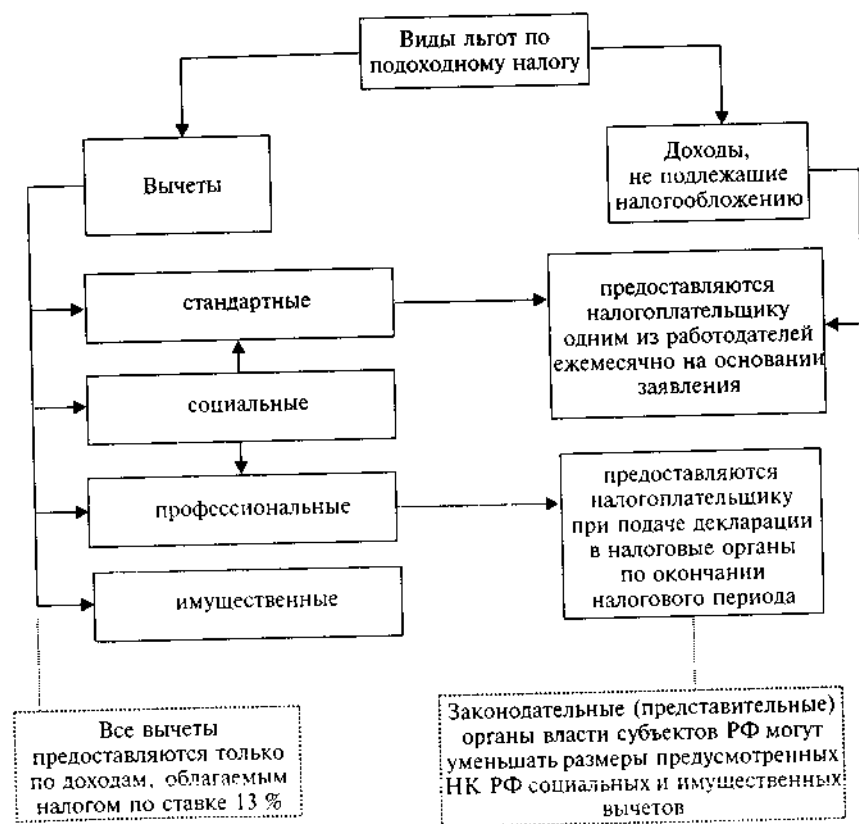 Виды льгот по
подоходному налогу
Вычеты
Доходы,
не подлежащие
налогообложению
стандартные
предоставляются
налогоплательщику
одним из работодателей
ежемесячно на основании
заявления
социальные
профессиональные
предоставляются
налогоплательщику
при подаче декларации
в налоговые органы
по окончании
налогового периода
имущественные
Все вычеты
предоставляются только
по доходам, облагаемым
налогом по ставке 13 %
Законодательные (представительные)
органы власти субъектов РФ могут
уменьшать размеры предусмотренных
НК РФ социальных и имущественных
вычетов